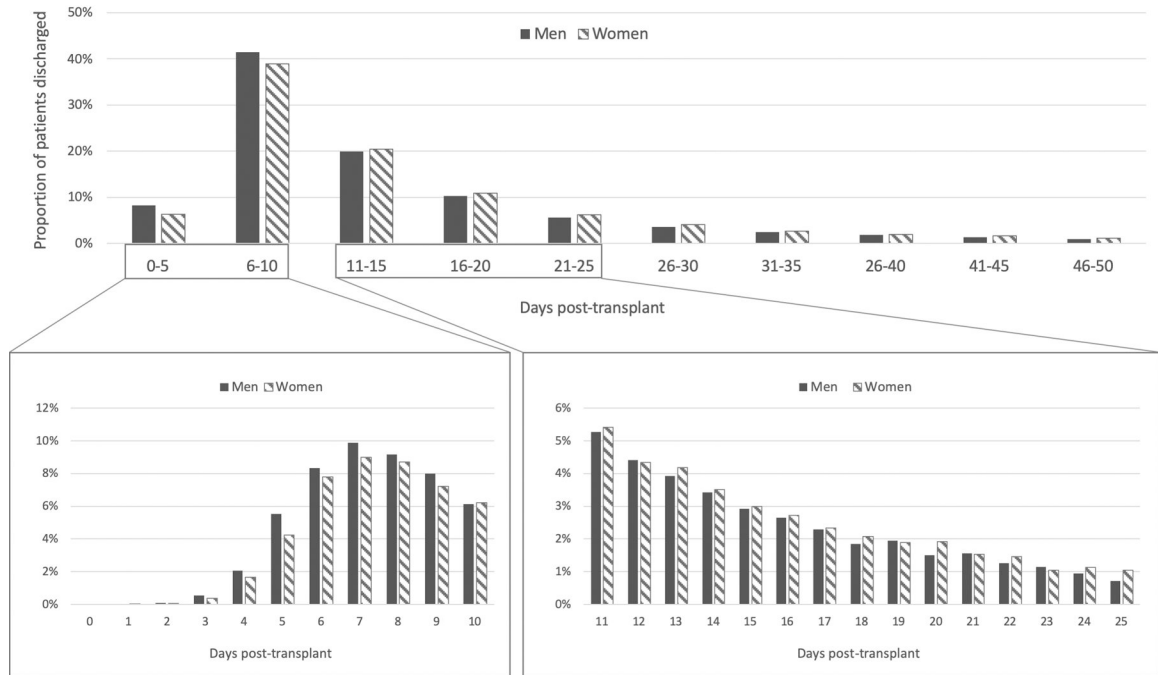 Proportion of patients discharged
50%
40%
30%
20%
10%
0%
Men Women
0-5 6-10 11-15 16-20 21-25 26-30 31-35 26-40 41-45 46-50
Days post-transplant
Men Women
12%
10%
8%
6%
4%
2%
0%
0 1 2 3 4 5 6 7 8 9 10
Days post-transplant
Men Women
6%
5%
4%
3%
2%
1%
0%
11 12 13 14 15 16 17 18 19 20 21 22 23 24 25
Days post-transplant